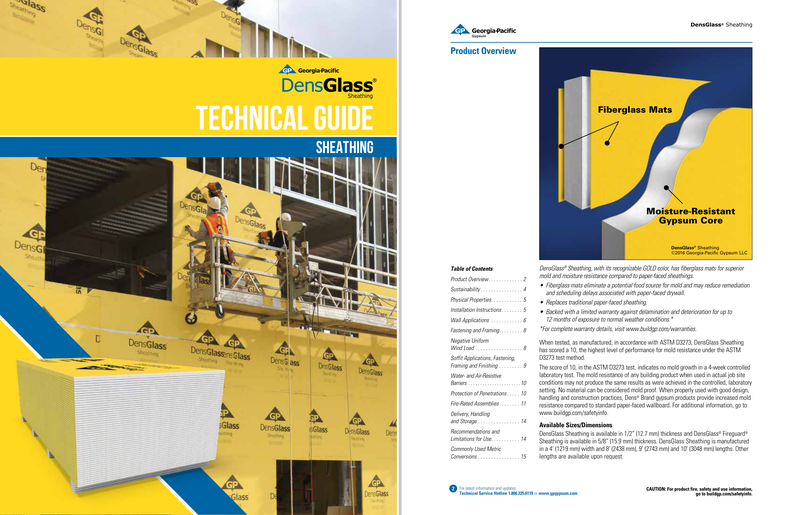 GP Georgia-Pacific
DensGlass®
Sheathing
TECHNICAL GUIDE
SHEATHING
GP Georgia-Pacific
Gypsum
DensGlass® Sheathing
Product Overview
Fiberglass Mats
Moisture-Resistant
Gypsum Core
DensGlass® Sheathing
©2016 Georgia-Pacific Gypsum LLC
Table of Contents
Product Overview . . . . . . . . . . . . 2
Sustainability . . . . . . . . . . . . . . . 4
Physical Properties . . . . . . . . . . . 5
Installation Instructions . . . . . . . 5
Wall Applications . . . . . . . . . . . 6
Fastening and Framing . . . . . . . . 8
Negative Uniform
Wind Load . . . . . . . . . . . . . . . . . 8
Soffit Applications, Fastening,
Framing and Finishing . . . . . . . . 9
Water- and Air-Resistive
Barriers . . . . . . . . . . . . . . . . . . . 10
Protection of Penetrations . . . . . 10
Fire-Rated Assemblies . . . . . . . 11
Delivery, Handling
and Storage . . . . . . . . . . . . . . . 14
Recommendations and
Limitations for Use . . . . . . . . . . 14
Commonly Used Metric
Conversions . . . . . . . . . . . . . . . 15
DensGlass® Sheathing, with its recognizable GOLD color, has fiberglass mats for superior
mold and moisture resistance compared to paper-faced sheathings.
• Fiberglass mats eliminate a potential food source for mold and may reduce remediation
and scheduling delays associated with paper-faced drywall.
• Replaces traditional paper-faced sheathing.
• Backed with a limited warranty against delamination and deterioration for up to
12 months of exposure to normal weather conditions.*
*For complete warranty details, visit www.buildgp.com/warranties.
When tested, as manufactured, in accordance with ASTM D3273, DensGlass Sheathing
has scored a 10, the highest level of performance for mold resistance under the ASTM
D3273 test method.
The score of 10, in the ASTM D3273 test, indicates no mold growth in a 4-week controlled
laboratory test. The mold resistance of any building product when used in actual job site
conditions may not produce the same results as were achieved in the controlled, laboratory
setting. No material can be considered mold proof. When properly used with good design,
handling and construction practices, Dens® Brand gypsum products provide increased mold
resistance compared to standard paper-faced wallboard. For additional information, go to
www.buildgp.com/safetyinfo.
Available Sizes/Dimensions
DensGlass Sheathing is available in 1/2" (12.7 mm) thickness and DensGlass® Fireguard®
Sheathing is available in 5/8" (15.9 mm) thickness. DensGlass Sheathing is manufactured
in a 4' (1219 mm) width and 8' (2438 mm), 9' (2743 mm) and 10' (3048 mm) lengths. Other
lengths are available upon request.
2 For latest information and updates:
Technical Service Hotline 1.800.225.6119 or www.gpgypsum.com
CAUTION: For product fire, safety and use information,
go to buildgp.com/safetyinfo.